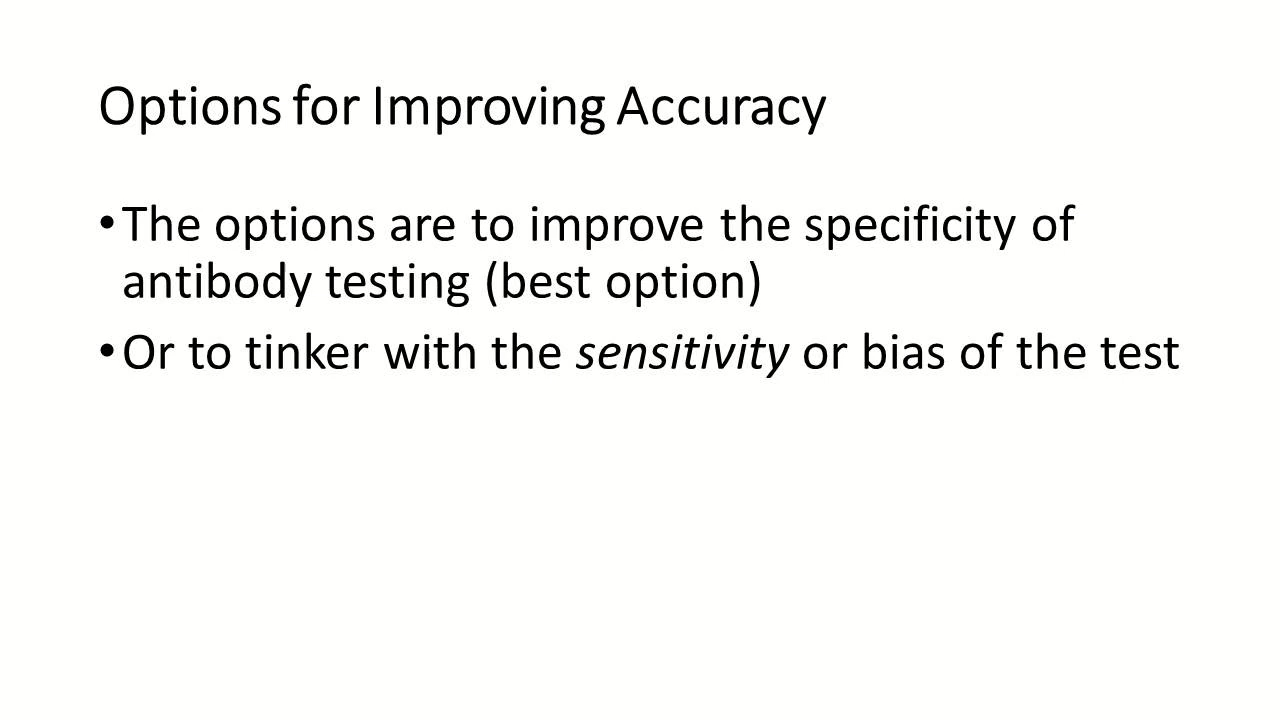 Options for Improving Accuracy
•The options are to improve the specificity of
antibody testing (best option)
•Or to tinker with the sensitivity or bias of the test